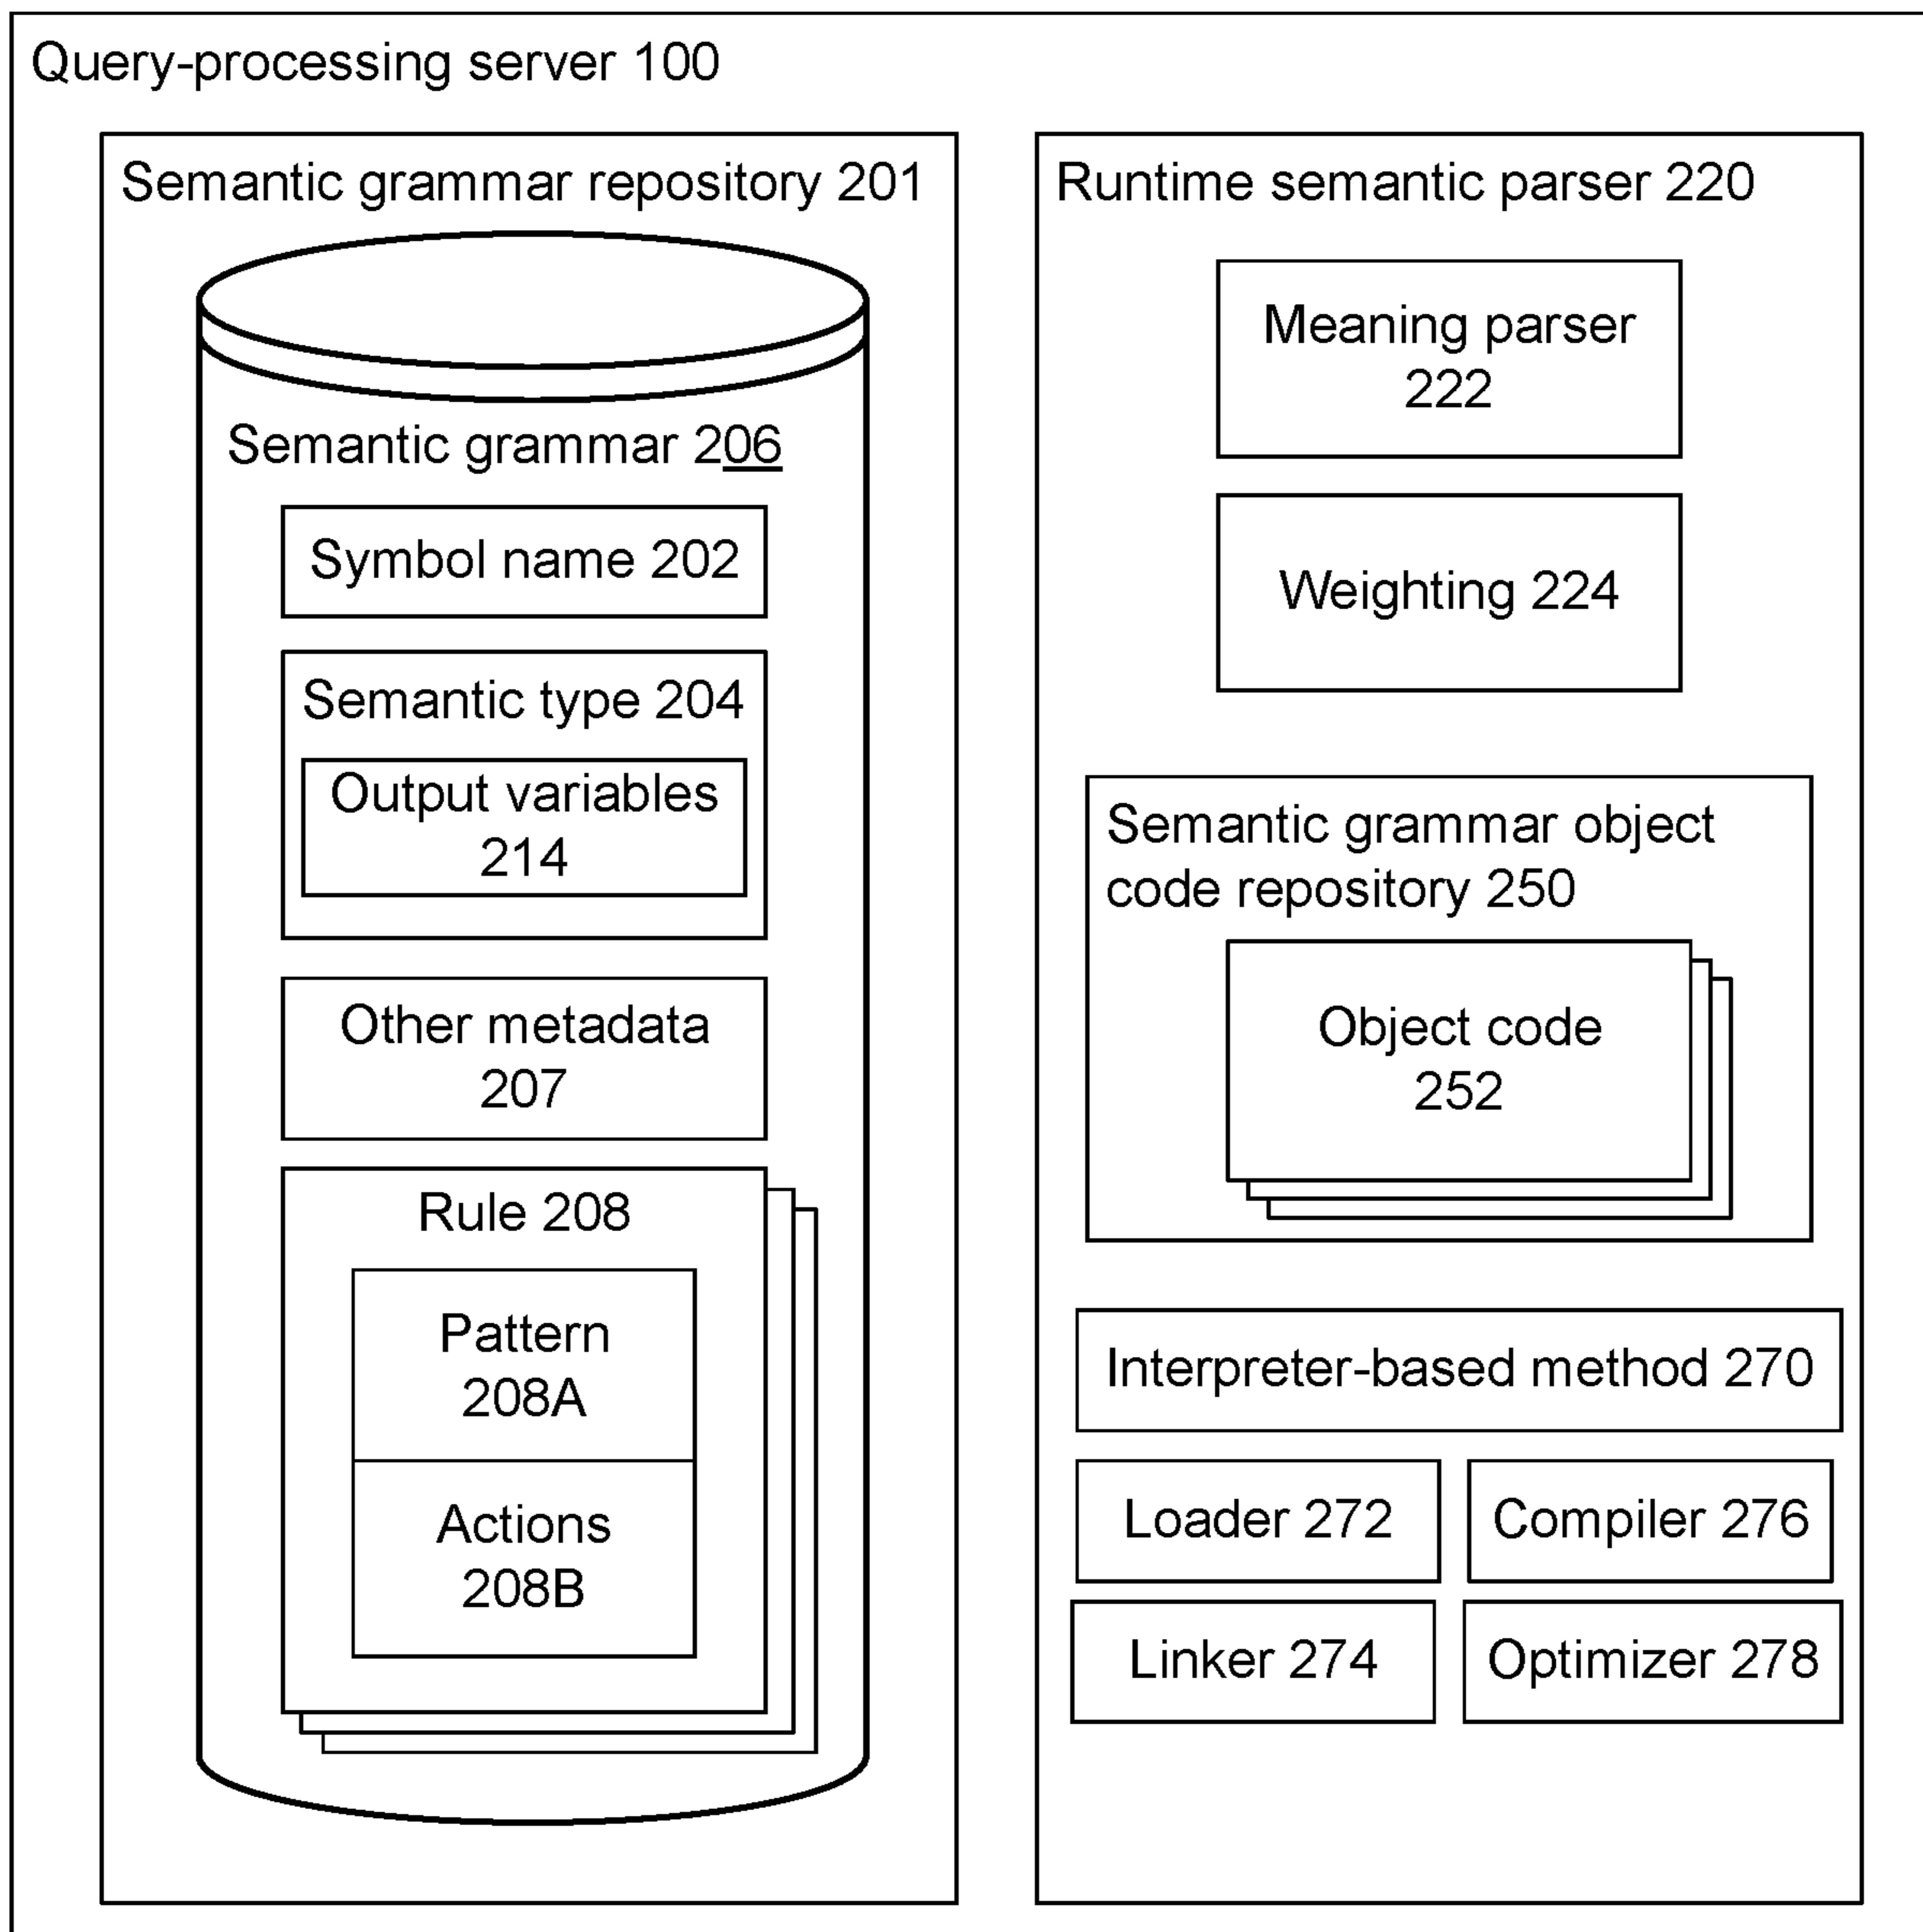 Query-processing server 100
Semantic grammar repository 201
Semantic grammar 206
Symbol name 202
Semantic type 204
Output variables
214
Other metadata
207
Rule 208
Pattern
208A
Actions
208B
Runtime semantic parser 220
Meaning parser
222
Weighting 224
Semantic grammar object
code repository 250
Object code
252
Interpreter-based method 270
Loader 272
Compiler 276
Linker 274
Optimizer 278